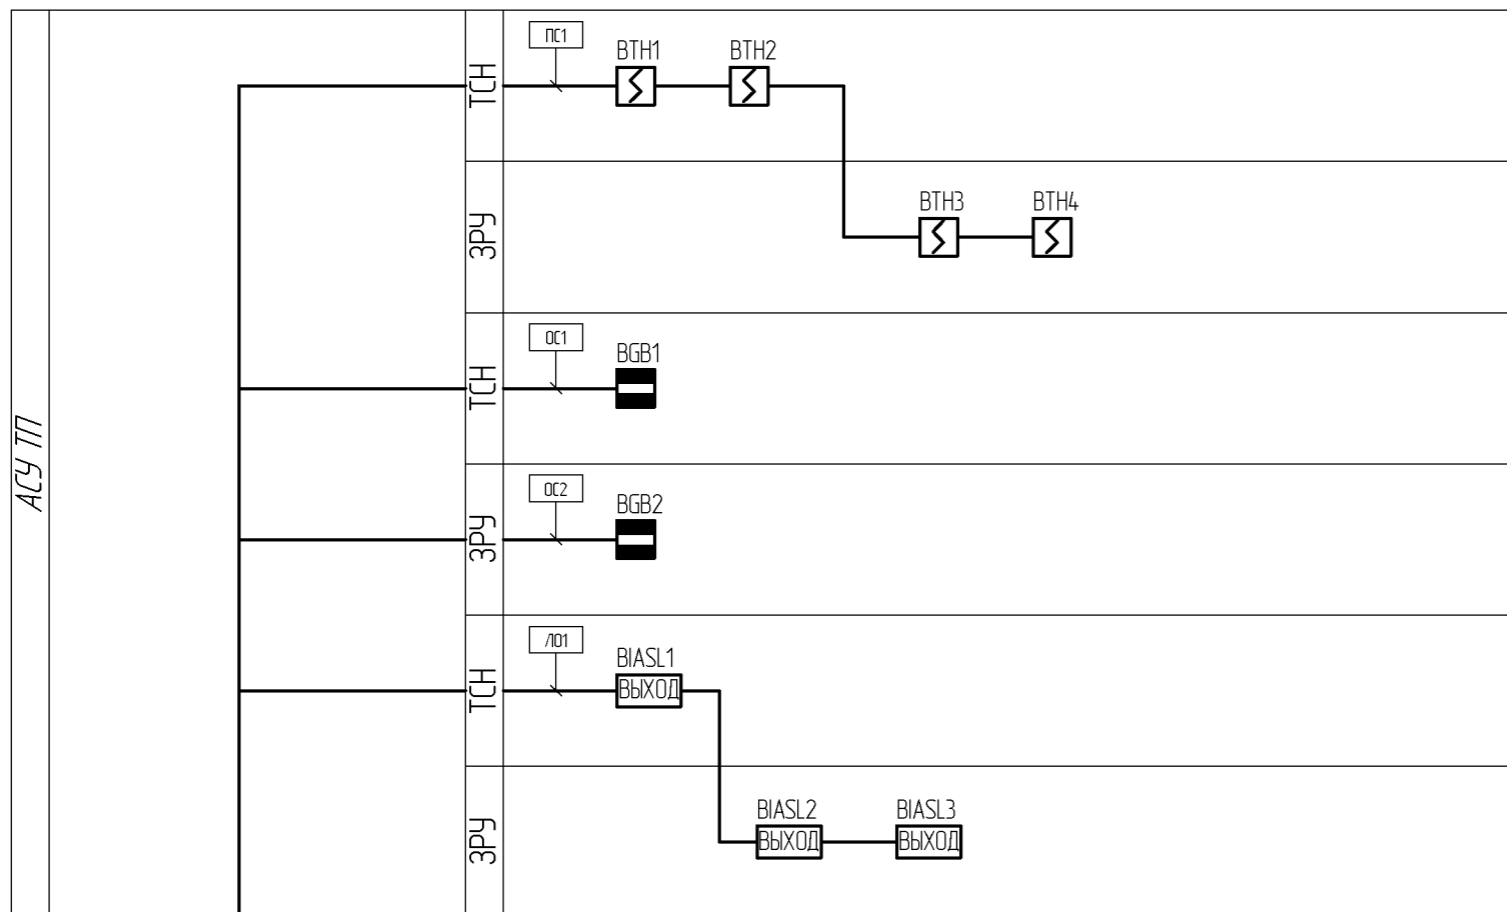 ПС1
BTH1
BTH2
ТСН
BTH3
BTH4
ЗРУ
ОС1
BGB1
ТСН
АСУ ТП
ОС2
BGB2
ЗРУ
ЛО1
BIASL1
ТСН
ВЫХОД
BIASL2
BIASL3
ЗРУ
ВЫХОД
ВЫХОД